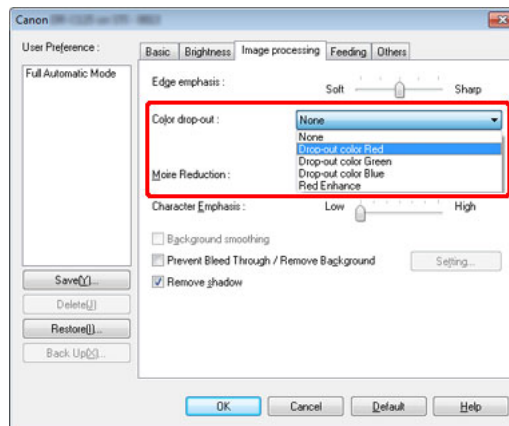 Canon
User Preference :
Full Automatic Mode
Save(Y)...
Delete(J)
Restore(I)...
Back Up(X)...
Basic Brightness Image processing Feeding Others
Edge emphasis : Soft Sharp
Color drop-out : None
None
Drop-out color Red
Drop-out color Green
Drop-out color Blue
Red Enhance
Moire Reduction :
Character Emphasis : Low High
Background smoothing
Prevent Bleed Through / Remove Background Setting...
Remove shadow
OK Cancel Default Help